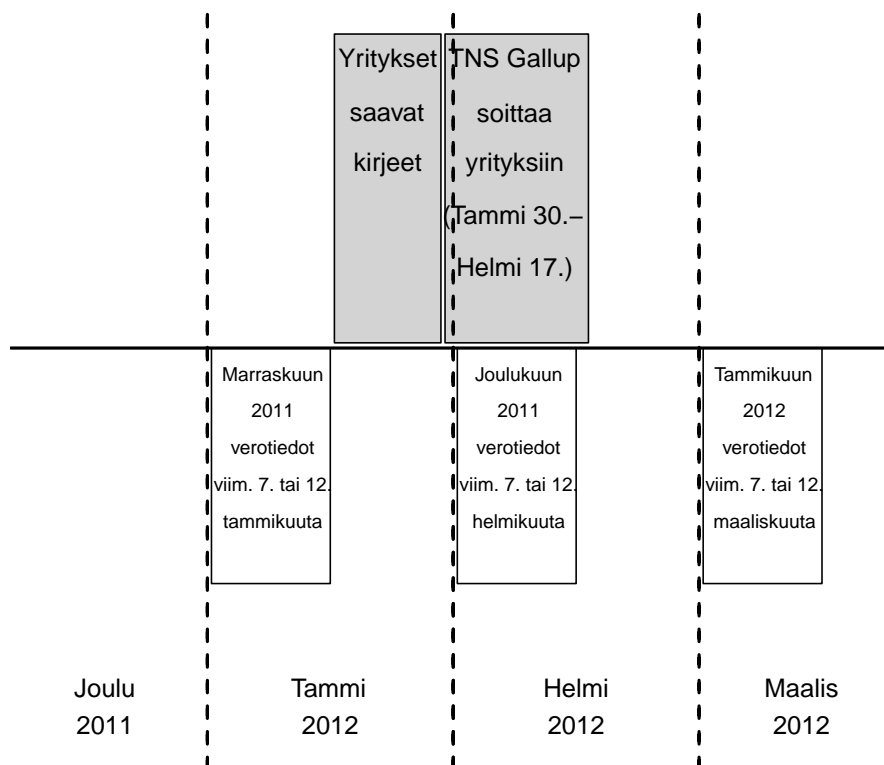 Yritykset
saavat
kirjeet
TNS Gallup
soittaa
yrityksiin
(Tammi 30.–
Helmi 17.)
Marraskuun
2011
verotiedot
viim. 7. tai 12.
tammikuuta
Joulukuun
2011
verotiedot
viim. 7. tai 12.
helmikuuta
Tammikuun
2012
verotiedot
viim. 7. tai 12.
maaliskuuta
Joulu
2011
Tammi
2012
Helmi
2012
Maalis
2012